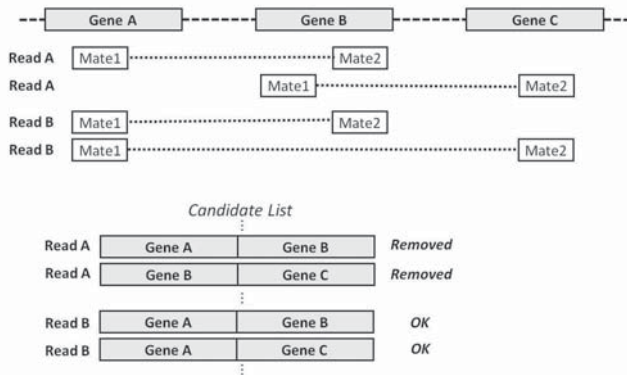 Gene A Gene B Gene C
Read A Mate1 Mate2
Read A Mate1 Mate2
Read B Mate1 Mate2
Read B Mate1 Mate2
Candidate List
Read A Gene A Gene B Removed
Read A Gene B Gene C Removed
Read B Gene A Gene B OK
Read B Gene A Gene C OK